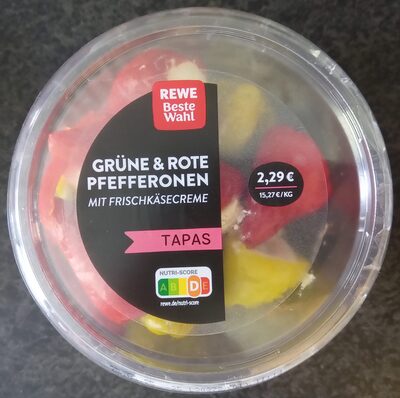 REWE
Beste
Wahl
GRÜNE & ROTE
PFEFFERONEN
MIT FRISCHKÄSECREME
2,29 €
15,27 €/KG
TAPAS
NUTRI-SCORE
A B C D E
rewe.de/nutri-score